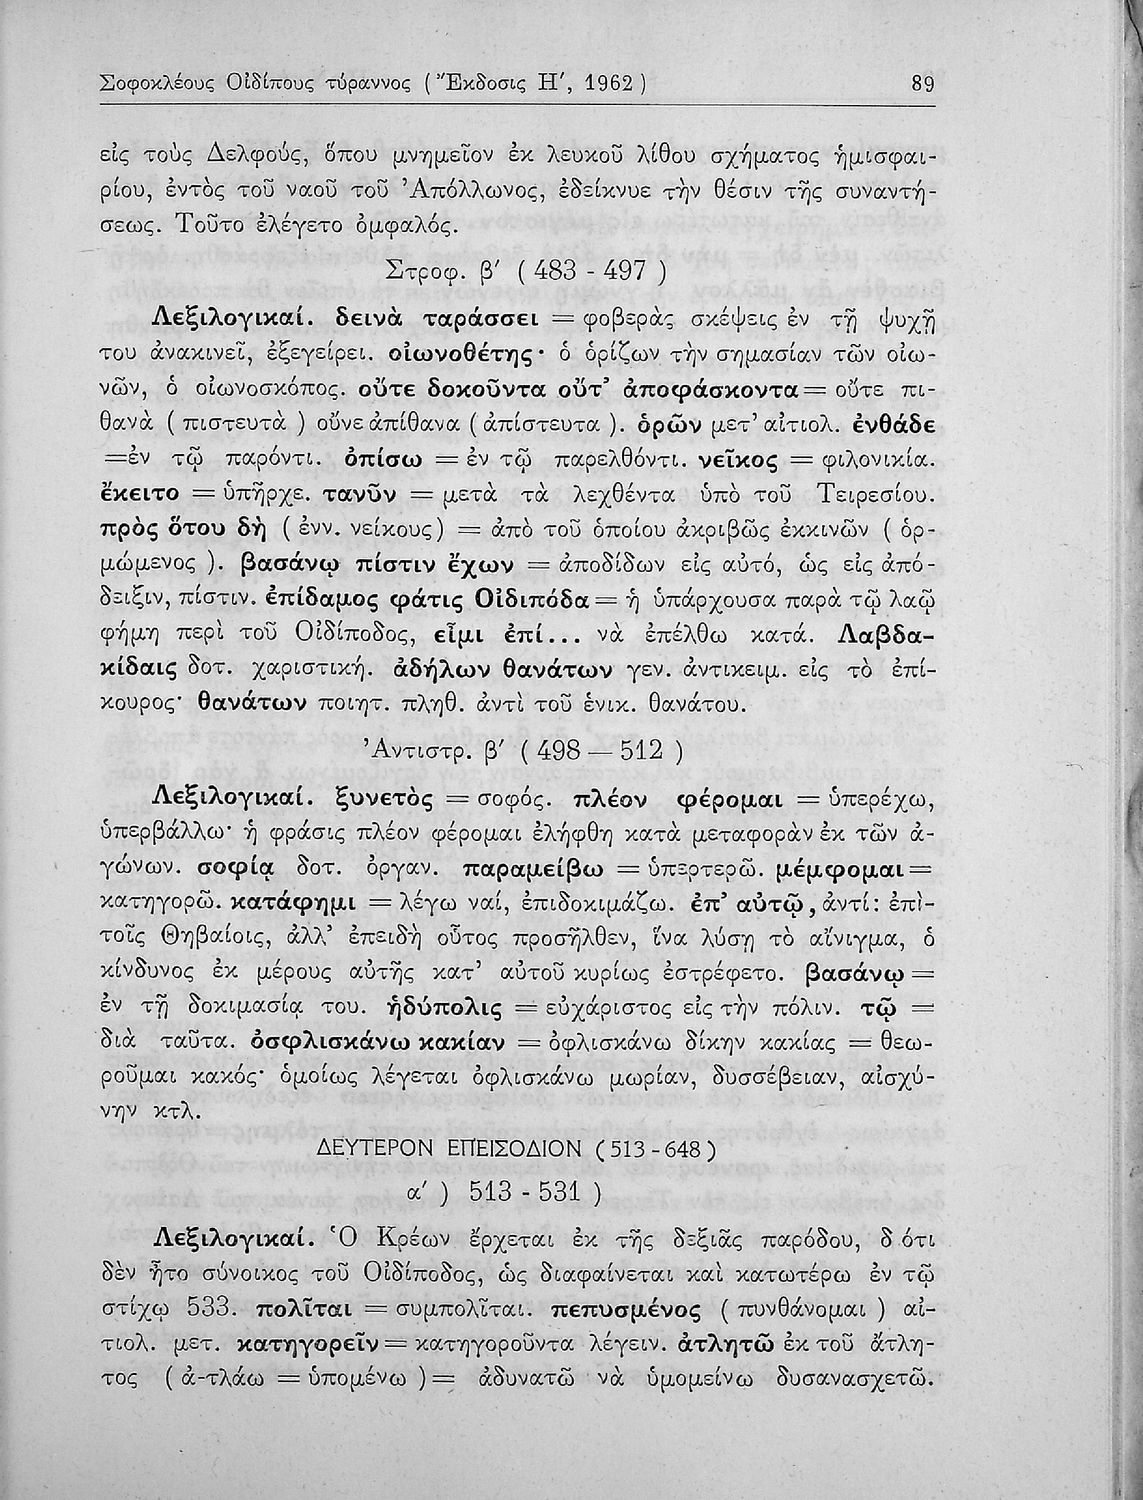 Σοφοκλέους Οἰδίπους τύραννος ( Ἔκδοσις Η', 1962 ) 89
εἰς τοὺς Δελφούς, ὅπου μνημεῖον ἐκ λευκοῦ λίθου σχήματος ἡμισφαι-
ρίου, ἐντὸς τοῦ ναοῦ τοῦ Ἀπόλλωνος, ἐδείκνυε τὴν θέσιν τῆς συναντή-
σεως. Τοῦτο ἐλέγετο ὀμφαλός.
Στροφ. β' ( 483 - 497 )
Λεξιλογικαί. δεινὰ ταράσσει = φοβερὰς σκέψεις ἐν τῇ ψυχῇ
του ἀνακινεῖ, ἐξεγείρει. οἰωνοθέτης· ὁ ὁρίζων τὴν σημασίαν τῶν οἰω-
νῶν, ὁ οἰωνοσκόπος. οὔτε δοκοῦντα οὔτ' ἀποφάσκοντα = οὔτε πι-
θανὰ ( πιστευτὰ ) οὔνε ἀπίθανα ( ἀπίστευτα ). ὁρῶν μετ' αἰτιολ. ἐνθάδε
=ἐν τῷ παρόντι. ὀπίσω = ἐν τῷ παρελθόντι. νεῖκος = φιλονικία.
ἔκειτο = ὑπῆρχε. τανῦν = μετὰ τὰ λεχθέντα ὑπὸ τοῦ Τειρεσίου.
πρὸς ὅτου δὴ ( ἐνν. νείκους) = ἀπὸ τοῦ ὁποίου ἀκριβῶς ἐκκινῶν ( ὁρ-
μώμενος ). βασάνῳ πίστιν ἔχων = ἀποδίδων εἰς αὐτό, ὡς εἰς ἀπό-
δειξιν, πίστιν. ἐπίδαμος φάτις Οἰδιπόδα = ἡ ὑπάρχουσα παρὰ τῷ λαῷ
φήμη περὶ τοῦ Οἰδίποδος, εἶμι ἐπί... νὰ ἐπέλθω κατά. Λαβδα-
κίδαις δοτ. χαριστική. ἀδήλων θανάτων γεν. ἀντικειμ. εἰς τὸ ἐπί-
κουρος· θανάτων ποιητ. πληθ. ἀντὶ τοῦ ἑνικ. θανάτου.
Ἀντιστρ. β' ( 498 — 512 )
Λεξιλογικαί. ξυνετὸς = σοφός. πλέον φέρομαι = ὑπερέχω,
ὑπερβάλλω· ἡ φράσις πλέον φέρομαι ἐλήφθη κατὰ μεταφορὰν ἐκ τῶν ἀ-
γώνων. σοφίᾳ δοτ. ὀργαν. παραμείβω = ὑπερτερῶ. μέμφομαι =
κατηγορῶ. κατάφημι = λέγω ναί, ἐπιδοκιμάζω. ἐπ' αὐτῷ, ἀντί: ἐπὶ-
τοῖς Θηβαίοις, ἀλλ' ἐπειδὴ οὗτος προσῆλθεν, ἵνα λύσῃ τὸ αἴνιγμα, ὁ
κίνδυνος ἐκ μέρους αὐτῆς κατ' αὐτοῦ κυρίως ἐστρέφετο. βασάνῳ =
ἐν τῇ δοκιμασίᾳ του. ἡδύπολις = εὐχάριστος εἰς τὴν πόλιν. τῷ =
διὰ ταῦτα. ὀσφλισκάνω κακίαν = ὀφλισκάνω δίκην κακίας = θεω-
ροῦμαι κακός· ὁμοίως λέγεται ὀφλισκάνω μωρίαν, δυσσέβειαν, αἰσχύ-
νην κτλ.
ΔΕΥΤΕΡΟΝ ΕΠΕΙΣΟΔΙΟΝ ( 513 - 648 )
α' ) 513 - 531 )
Λεξιλογικαί. Ὁ Κρέων ἔρχεται ἐκ τῆς δεξιᾶς παρόδου, δ ότι
δὲν ἦτο σύνοικος τοῦ Οἰδίποδος, ὡς διαφαίνεται καὶ κατωτέρω ἐν τῷ
στίχῳ 533. πολῖται = συμπολῖται. πεπυσμένος ( πυνθάνομαι ) αἰ-
τιολ. μετ. κατηγορεῖν = κατηγοροῦντα λέγειν. ἀτλητῶ ἐκ τοῦ ἄτλη-
τος ( ἀ-τλάω = ὑπομένω ) = ἀδυνατῶ νὰ ὑμομείνω δυσανασχετῶ.